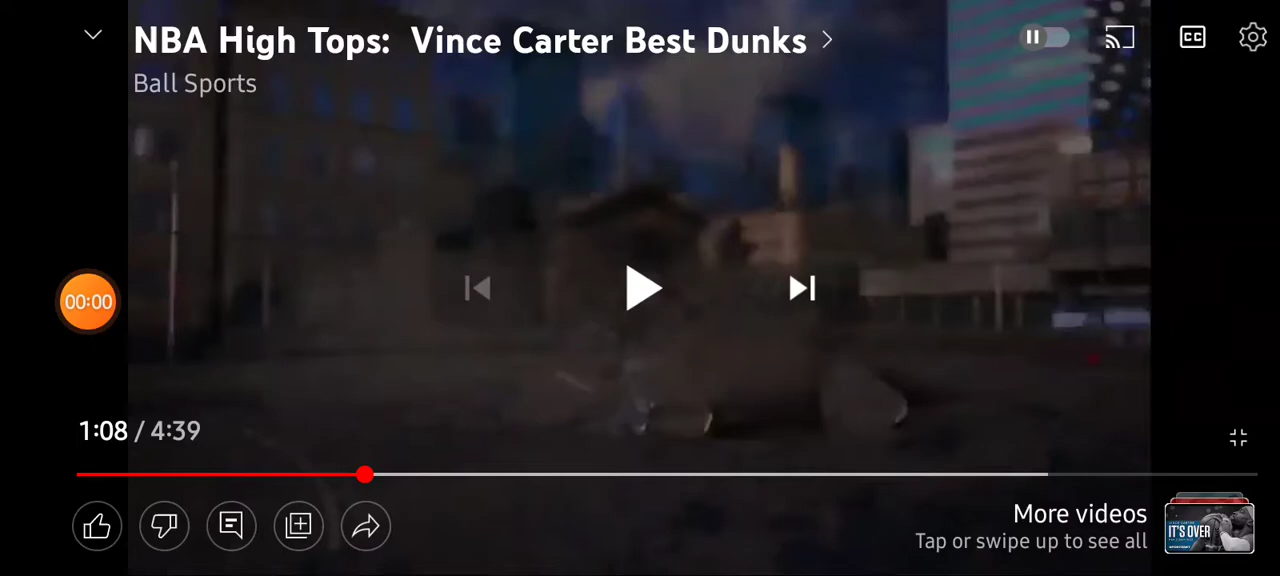 NBA High Tops:  Vince Carter Best Dunks
CC
Ball Sports
00:00
1:08 / 4:39
More videos
Tap or swipe up to see all
IT'S OVER